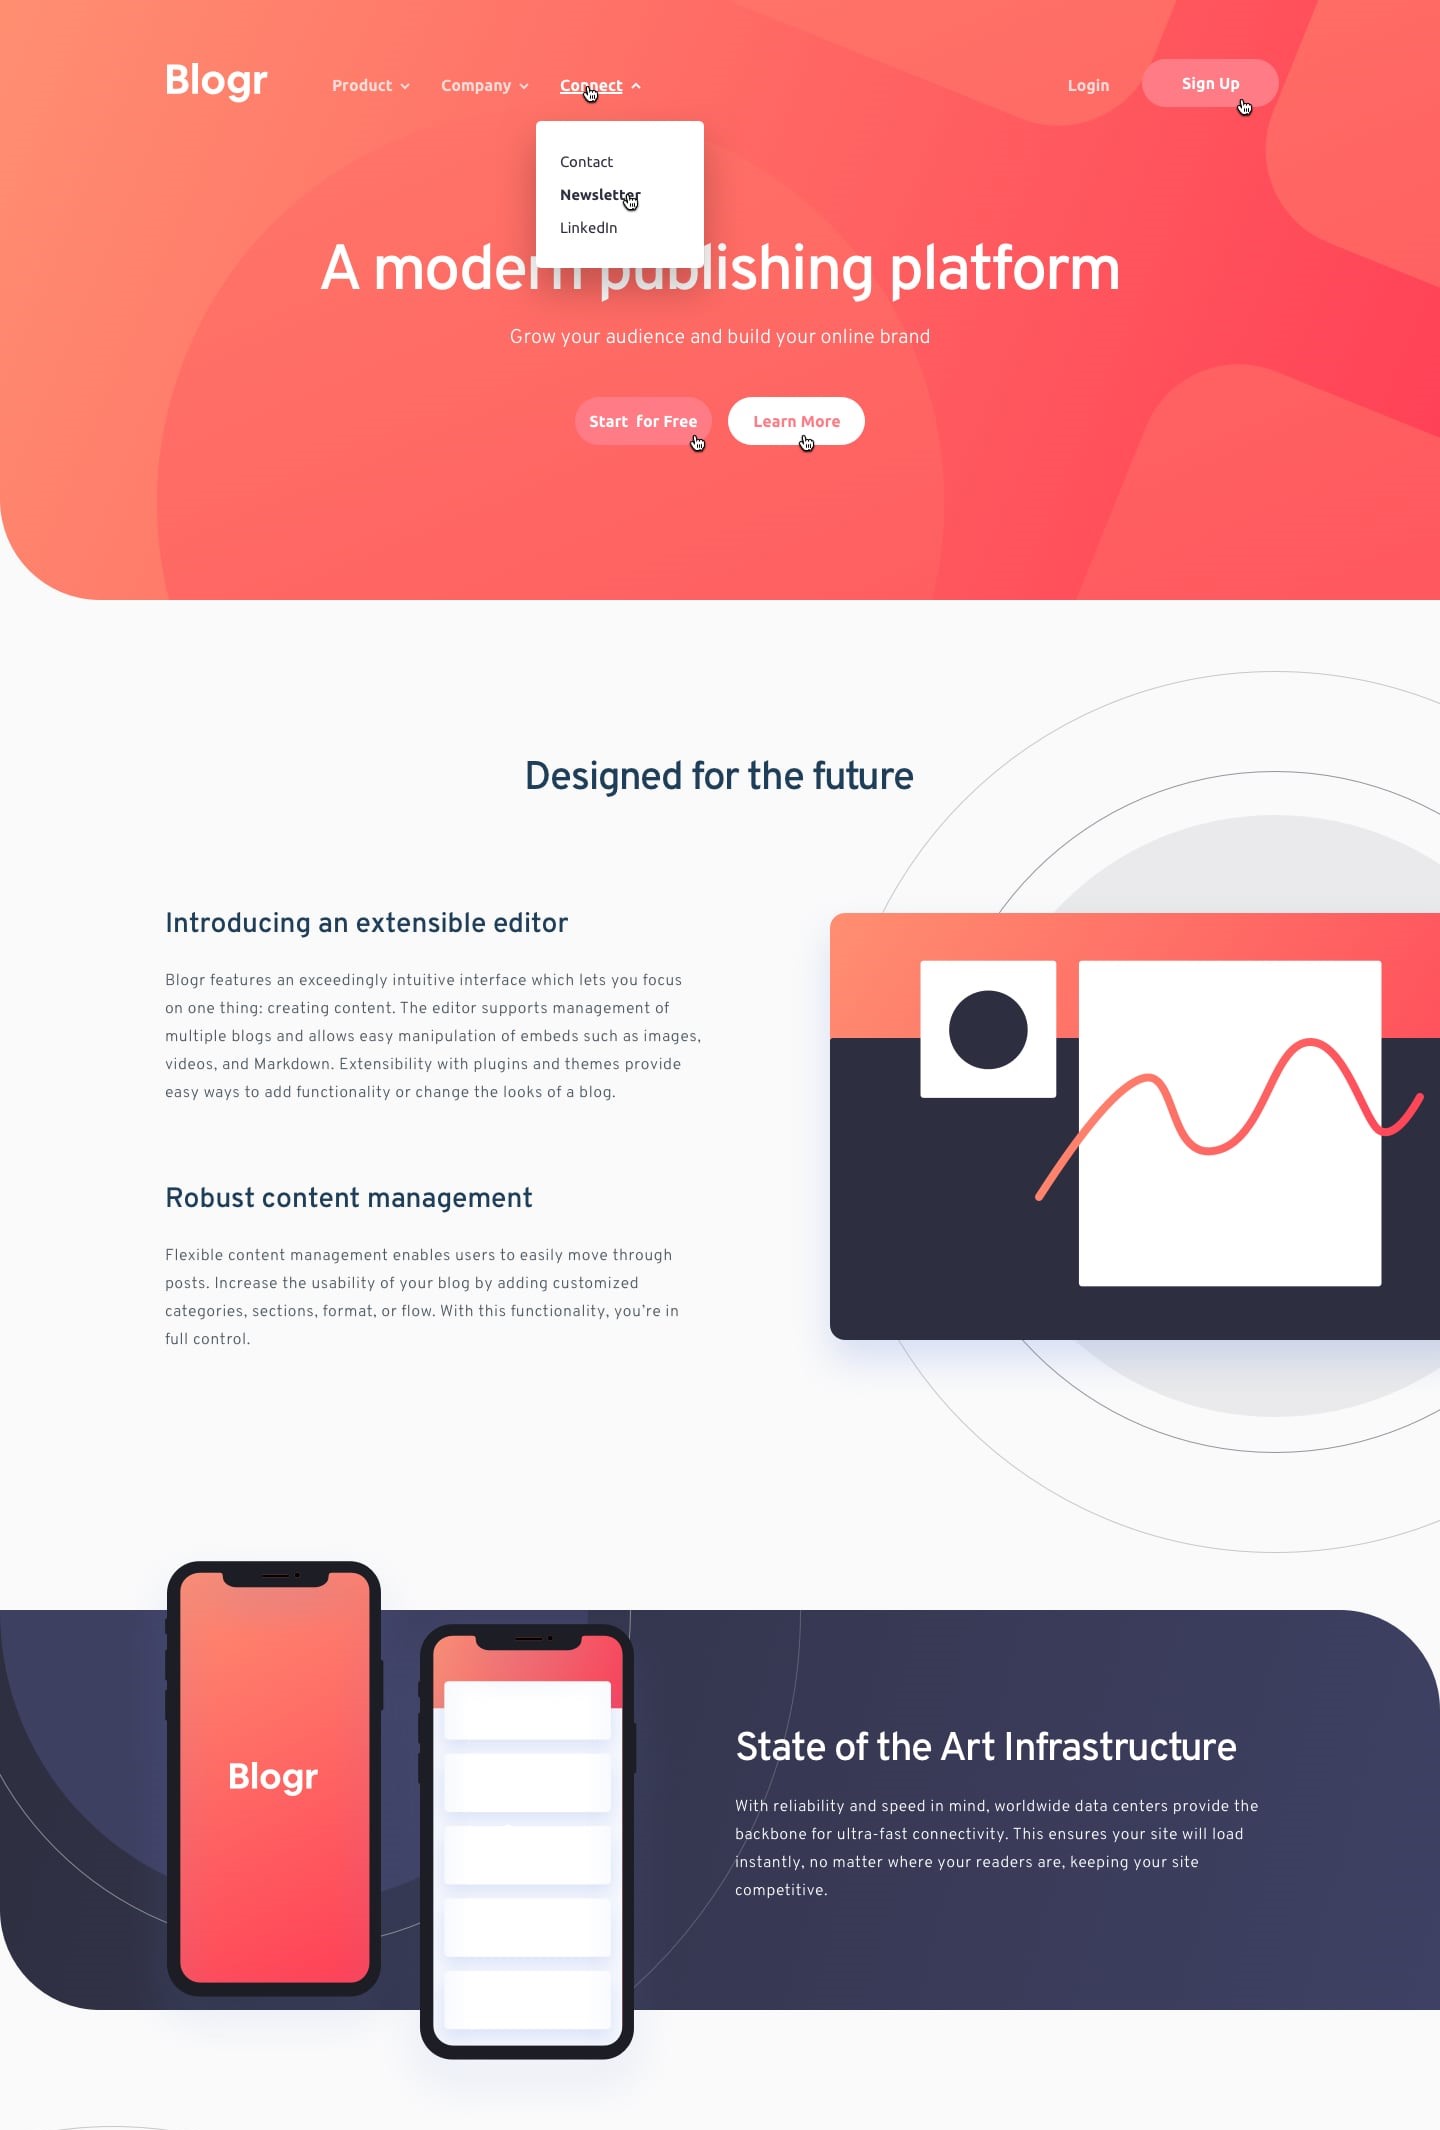 Blogr
Product
Company
Connect
Login
Sign Up
Contact
Newsletter
LinkedIn
A modern publishing platform
Grow your audience and build your online brand
Start for Free
Learn More
Designed for the future
Introducing an extensible editor
Blogr features an exceedingly intuitive interface which lets you focus
on one thing: creating content. The editor supports management of
multiple blogs and allows easy manipulation of embeds such as images,
videos, and Markdown. Extensibility with plugins and themes provide
easy ways to add functionality or change the looks of a blog.
Robust content management
Flexible content management enables users to easily move through
posts. Increase the usability of your blog by adding customized
categories, sections, format, or flow. With this functionality, you’re in
full control.
Blogr
State of the Art Infrastructure
With reliability and speed in mind, worldwide data centers provide the
backbone for ultra-fast connectivity. This ensures your site will load
instantly, no matter where your readers are, keeping your site
competitive.